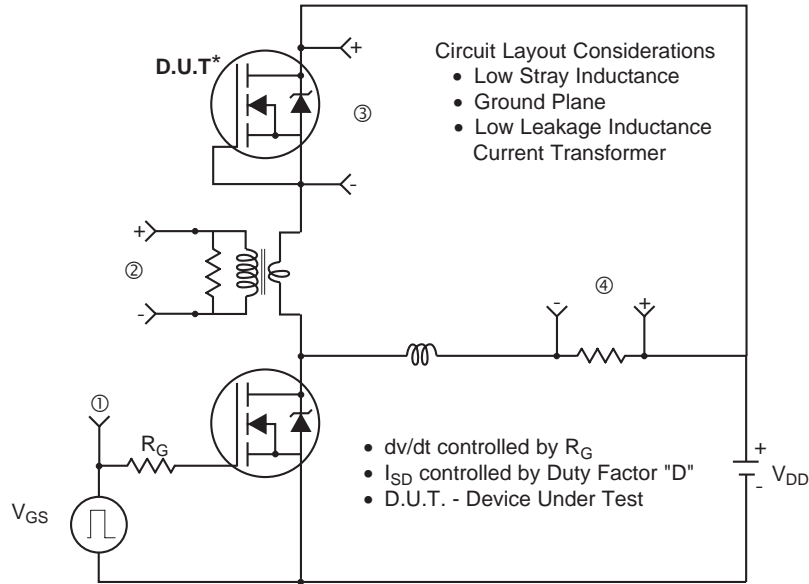 D.U.T*
+
-
③
Circuit Layout Considerations
• Low Stray Inductance
• Ground Plane
• Low Leakage Inductance
Current Transformer
+
②
-
④
-
+
①
RG
VGS
• dv/dt controlled by RG
• ISD controlled by Duty Factor "D"
• D.U.T. - Device Under Test
+
-
VDD